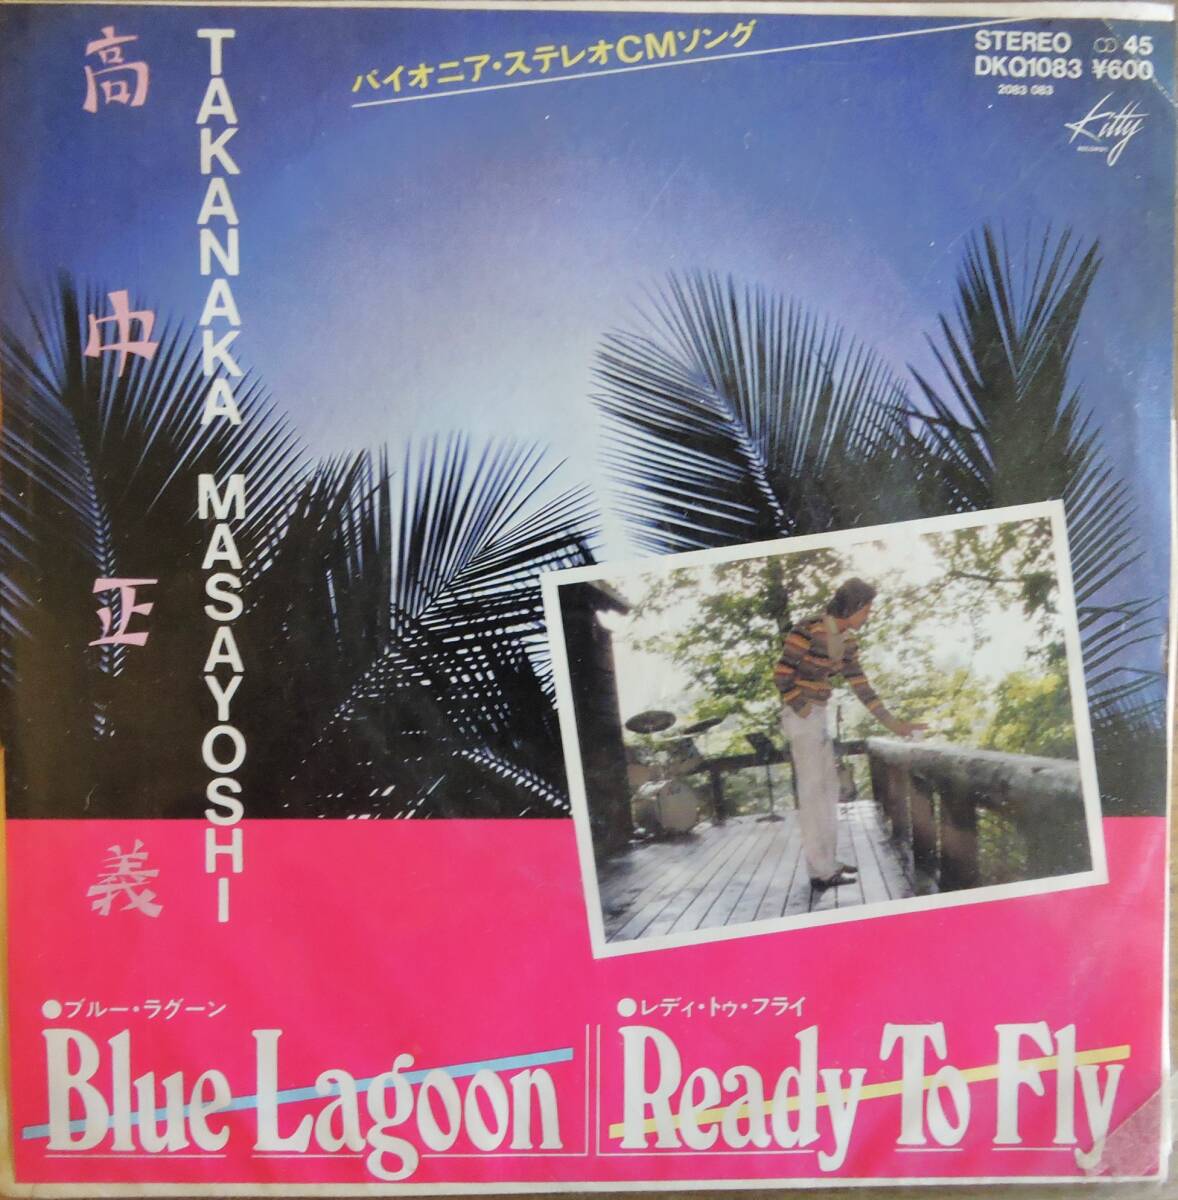 高中正義
TAKANAKA MASAYOSHI
パイオニア・ステレオCMソング
STEREO ∞ 45
DKQ1083 ¥600
2083 083
Kitty
RECORDS
●ブルー・ラグーン
Blue Lagoon
●レディ・トゥ・フライ
Ready To Fly